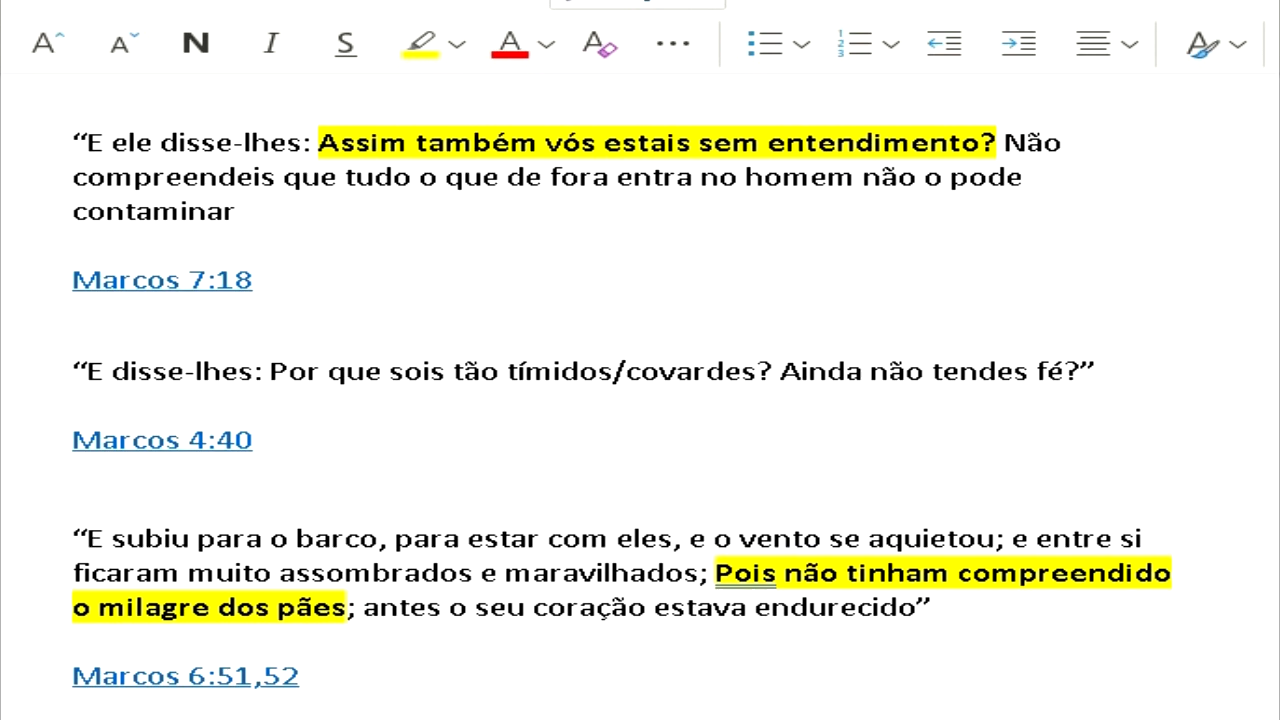 A A N I S A A ...
“E ele disse-lhes: Assim também vós estais sem entendimento? Não
compreendeis que tudo o que de fora entra no homem não o pode
contaminar
Marcos 7:18
“E disse-lhes: Por que sois tão tímidos/covardes? Ainda não tendes fé?”
Marcos 4:40
“E subiu para o barco, para estar com eles, e o vento se aquietou; e entre si
ficaram muito assombrados e maravilhados; Pois não tinham compreendido
o milagre dos pães; antes o seu coração estava endurecido”
Marcos 6:51,52